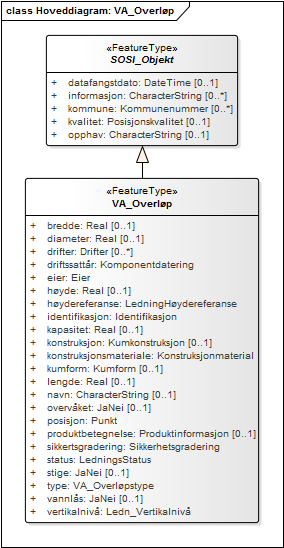 class Hoveddiagram: VA_Overløp
«FeatureType»
SOSI_Objekt
+ datafangstdato: DateTime [0..1]
+ informasjon: CharacterString [0..*]
+ kommune: Kommunenummer [0..*]
+ kvalitet: Posisjonskvalitet [0..1]
+ opphav: CharacterString [0..1]
«FeatureType»
VA_Overløp
+ bredde: Real [0..1]
+ diameter: Real [0..1]
+ drifter: Drifter [0..*]
+ driftssattår: Komponentdatering
+ eier: Eier
+ høyde: Real [0..1]
+ høydereferanse: LedningHøydereferanse
+ identifikasjon: Identifikasjon
+ kapasitet: Real [0..1]
+ konstruksjon: Kumkonstruksjon [0..1]
+ konstruksjonsmateriale: Konstruksjonmaterial
+ kumform: Kumform [0..1]
+ lengde: Real [0..1]
+ navn: CharacterString [0..1]
+ overvåket: JaNei [0..1]
+ posisjon: Punkt
+ produktbetegnelse: Produktinformasjon [0..1]
+ sikkertsgradering: Sikkerhetsgradering
+ status: LedningsStatus
+ stige: JaNei [0..1]
+ type: VA_Overløpstype
+ vannlås: JaNei [0..1]
+ vertikalnivå: Ledn_Vertikalnivå